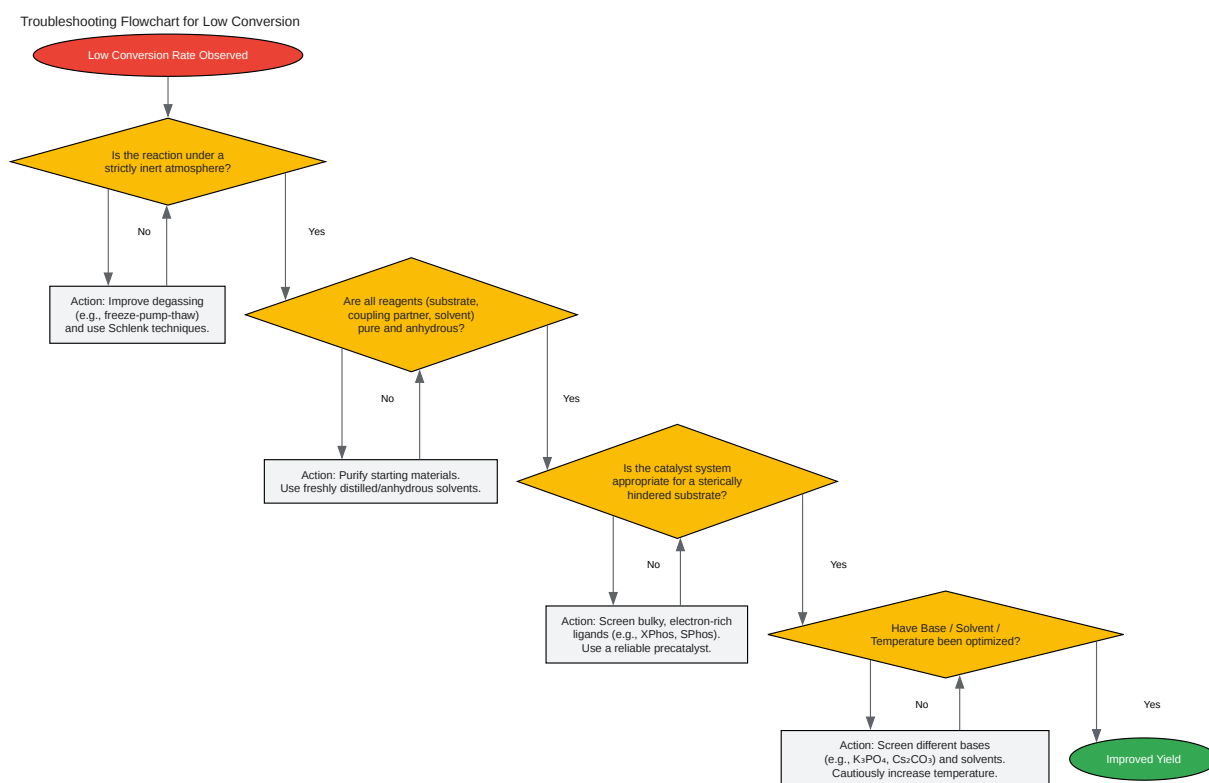 Troubleshooting Flowchart for Low Conversion
Low Conversion Rate Observed
Is the reaction under a
strictly inert atmosphere?
No
Yes
Action: Improve degassing
(e.g., freeze-pump-thaw)
and use Schlenk techniques.
Are all reagents (substrate,
coupling partner, solvent)
pure and anhydrous?
No
Yes
Action: Purify starting materials.
Use freshly distilled/anhydrous solvents.
Is the catalyst system
appropriate for a sterically
hindered substrate?
No
Yes
Action: Screen bulky, electron-rich
ligands (e.g., XPhos, SPhos).
Use a reliable precatalyst.
Have Base / Solvent /
Temperature been optimized?
No
Yes
Action: Screen different bases
(e.g., K₃PO₄, Cs₂CO₃) and solvents.
Cautiously increase temperature.
Improved Yield